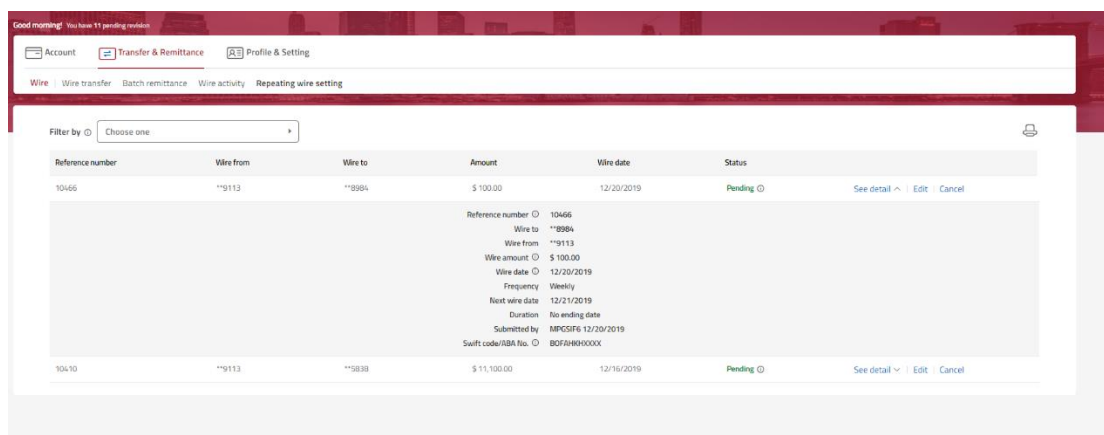 Good morning! You have 11 pending revision
Account Transfer & Remittance Profile & Setting
Wire Wire transfer Batch remittance Wire activity Repeating wire setting
Filter by Choose one
Reference number Wire from Wire to Amount Wire date Status
10466 **9113 **8984 $ 100.00 12/20/2019 Pending See detail | Edit | Cancel
Reference number 10466
Wire to **8984
Wire from **9113
Wire amount $ 100.00
Wire date 12/20/2019
Frequency Weekly
Next wire date 12/21/2019
Duration No ending date
Submitted by MPGSIF6 12/20/2019
Swift code/ABA No. BOFAHKHXXXX
10410 **9113 **5838 $ 11,100.00 12/16/2019 Pending See detail | Edit | Cancel